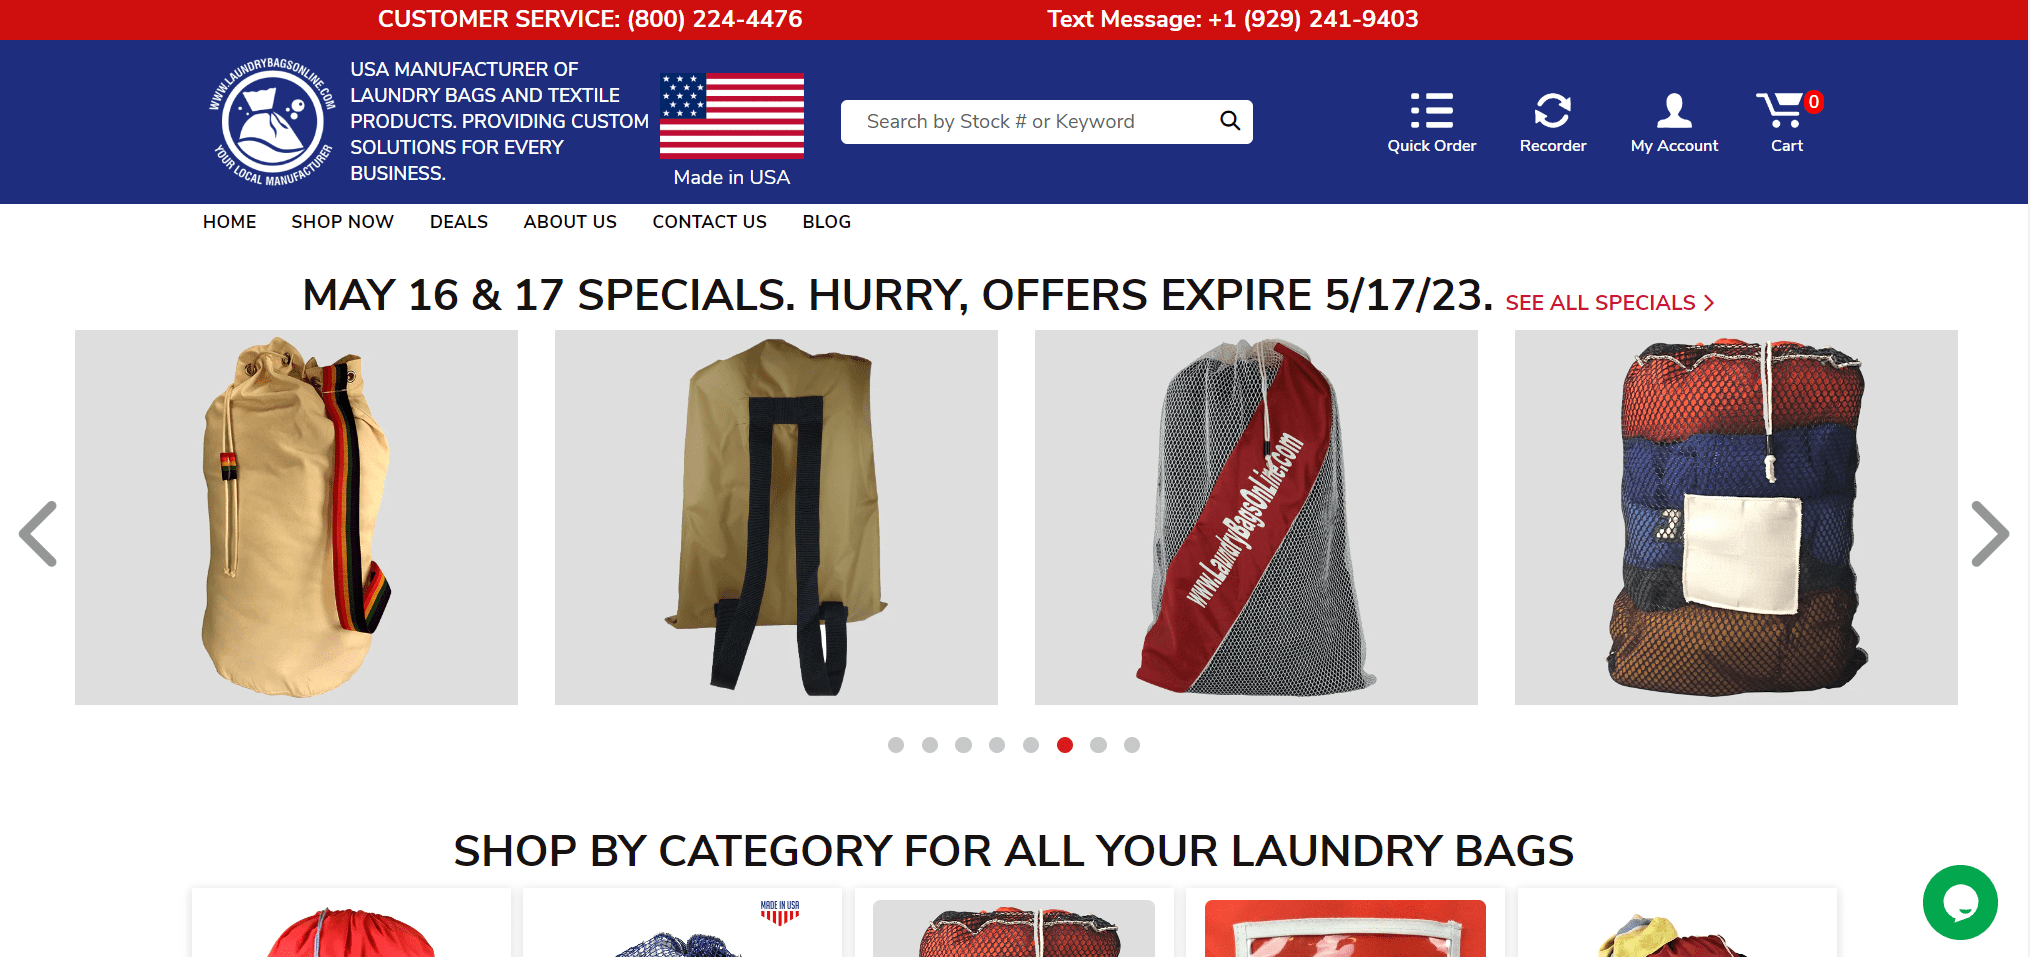 CUSTOMER SERVICE: (800) 224-4476
Text Message: +1 (929) 241-9403
WWW.LAUNDRYBAGSONLINE.COM
YOUR LOCAL MANUFACTURER
USA MANUFACTURER OF
LAUNDRY BAGS AND TEXTILE
PRODUCTS. PROVIDING CUSTOM
SOLUTIONS FOR EVERY
BUSINESS.
Made in USA
Search by Stock # or Keyword
Quick Order
Recorder
My Account
0
Cart
HOME
SHOP NOW
DEALS
ABOUT US
CONTACT US
BLOG
MAY 16 & 17 SPECIALS. HURRY, OFFERS EXPIRE 5/17/23.
SEE ALL SPECIALS
www.LaundryBagsOnLine.com
SHOP BY CATEGORY FOR ALL YOUR LAUNDRY BAGS
MADE IN USA